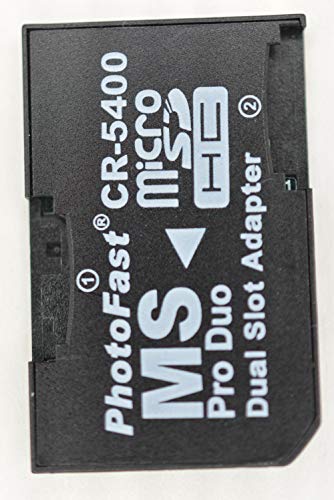 PhotoFast® CR-5400
MS ◁ micro SD HC
Pro Duo
Dual Slot Adapter
①
②